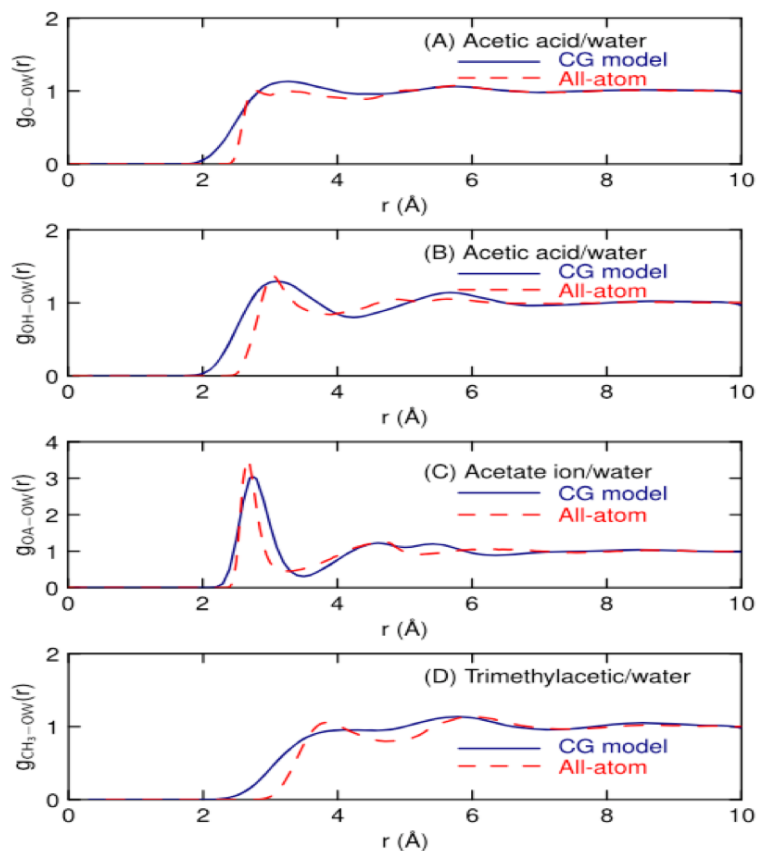 (A) Acetic acid/water
CG model
All-atom
g_O−OW(r)
2
1
0
0 2 4 6 8 10
r (Å)
(B) Acetic acid/water
CG model
All-atom
g_OH−OW(r)
2
1
0
0 2 4 6 8 10
r (Å)
(C) Acetate ion/water
CG model
All-atom
g_OA−OW(r)
4
3
2
1
0
0 2 4 6 8 10
r (Å)
(D) Trimethylacetic/water
CG model
All-atom
g_CH₃−OW(r)
2
1
0
0 2 4 6 8 10
r (Å)